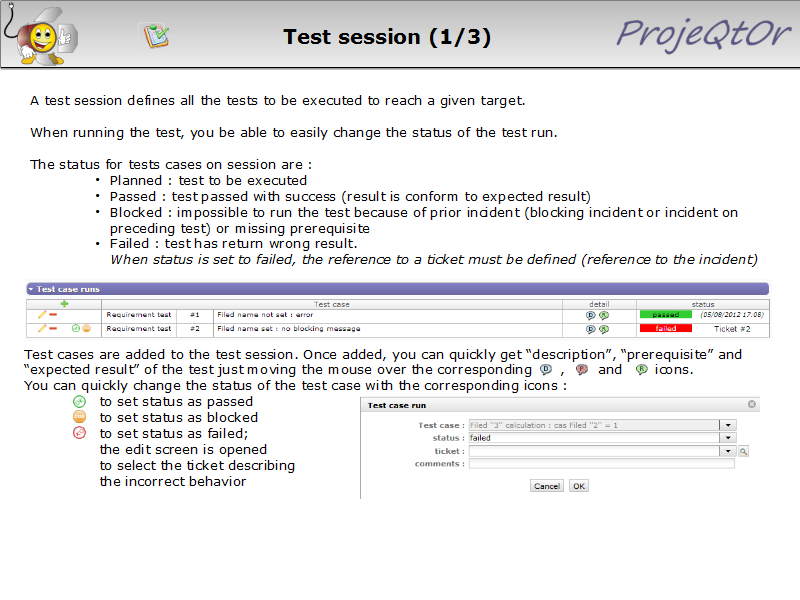 Test session (1/3)
ProjeQtOr
A test session defines all the tests to be executed to reach a given target.
When running the test, you be able to easily change the status of the test run.
The status for tests cases on session are :
• Planned : test to be executed
• Passed : test passed with success (result is conform to expected result)
• Blocked : impossible to run the test because of prior incident (blocking incident or incident on
preceding test) or missing prerequisite
• Failed : test has return wrong result.
When status is set to failed, the reference to a ticket must be defined (reference to the incident)
Test case runs
Test case detail status
Requirement test #1 Filed name not set : error D R passed (05/08/2012 17:08)
Requirement test #2 Filed name set : no blocking message D R failed Ticket #2
Test cases are added to the test session. Once added, you can quickly get “description”, “prerequisite” and
“expected result” of the test just moving the mouse over the corresponding D , P and R icons.
You can quickly change the status of the test case with the corresponding icons :
to set status as passed
to set status as blocked
to set status as failed;
the edit screen is opened
to select the ticket describing
the incorrect behavior
Test case run
Test case : Filed "3" calculation : cas Filed "2" = 1
status : failed
ticket :
comments :
Cancel OK